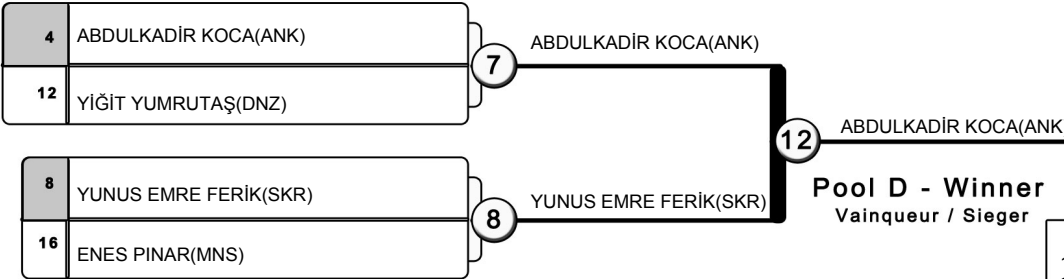 4 ABDULKADİR KOCA(ANK)
12 YİĞİT YUMRUTAŞ(DNZ)
7 ABDULKADİR KOCA(ANK)
8 YUNUS EMRE FERİK(SKR)
16 ENES PINAR(MNS)
8 YUNUS EMRE FERİK(SKR)
12 ABDULKADİR KOCA(ANK
Pool D - Winner
Vainqueur / Sieger